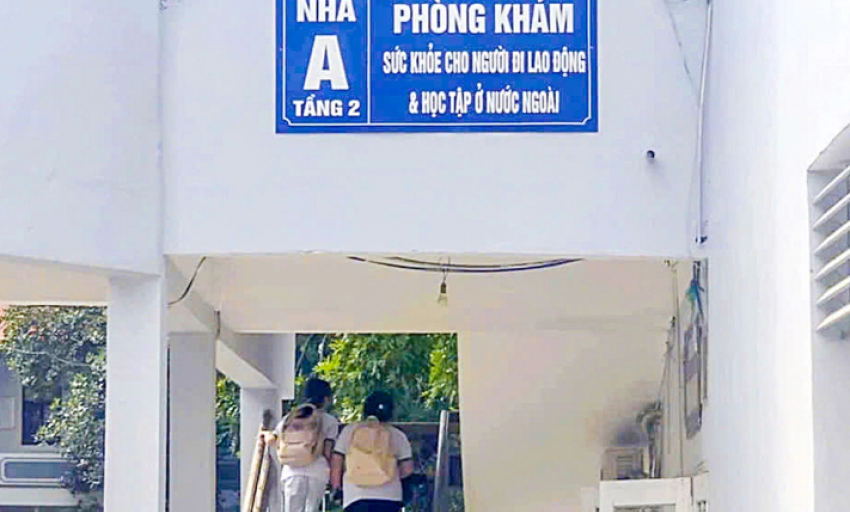 NHÀ
A
TẦNG 2
PHÒNG KHÁM
SỨC KHỎE CHO NGƯỜI ĐI LAO ĐỘNG
& HỌC TẬP Ở NƯỚC NGOÀI